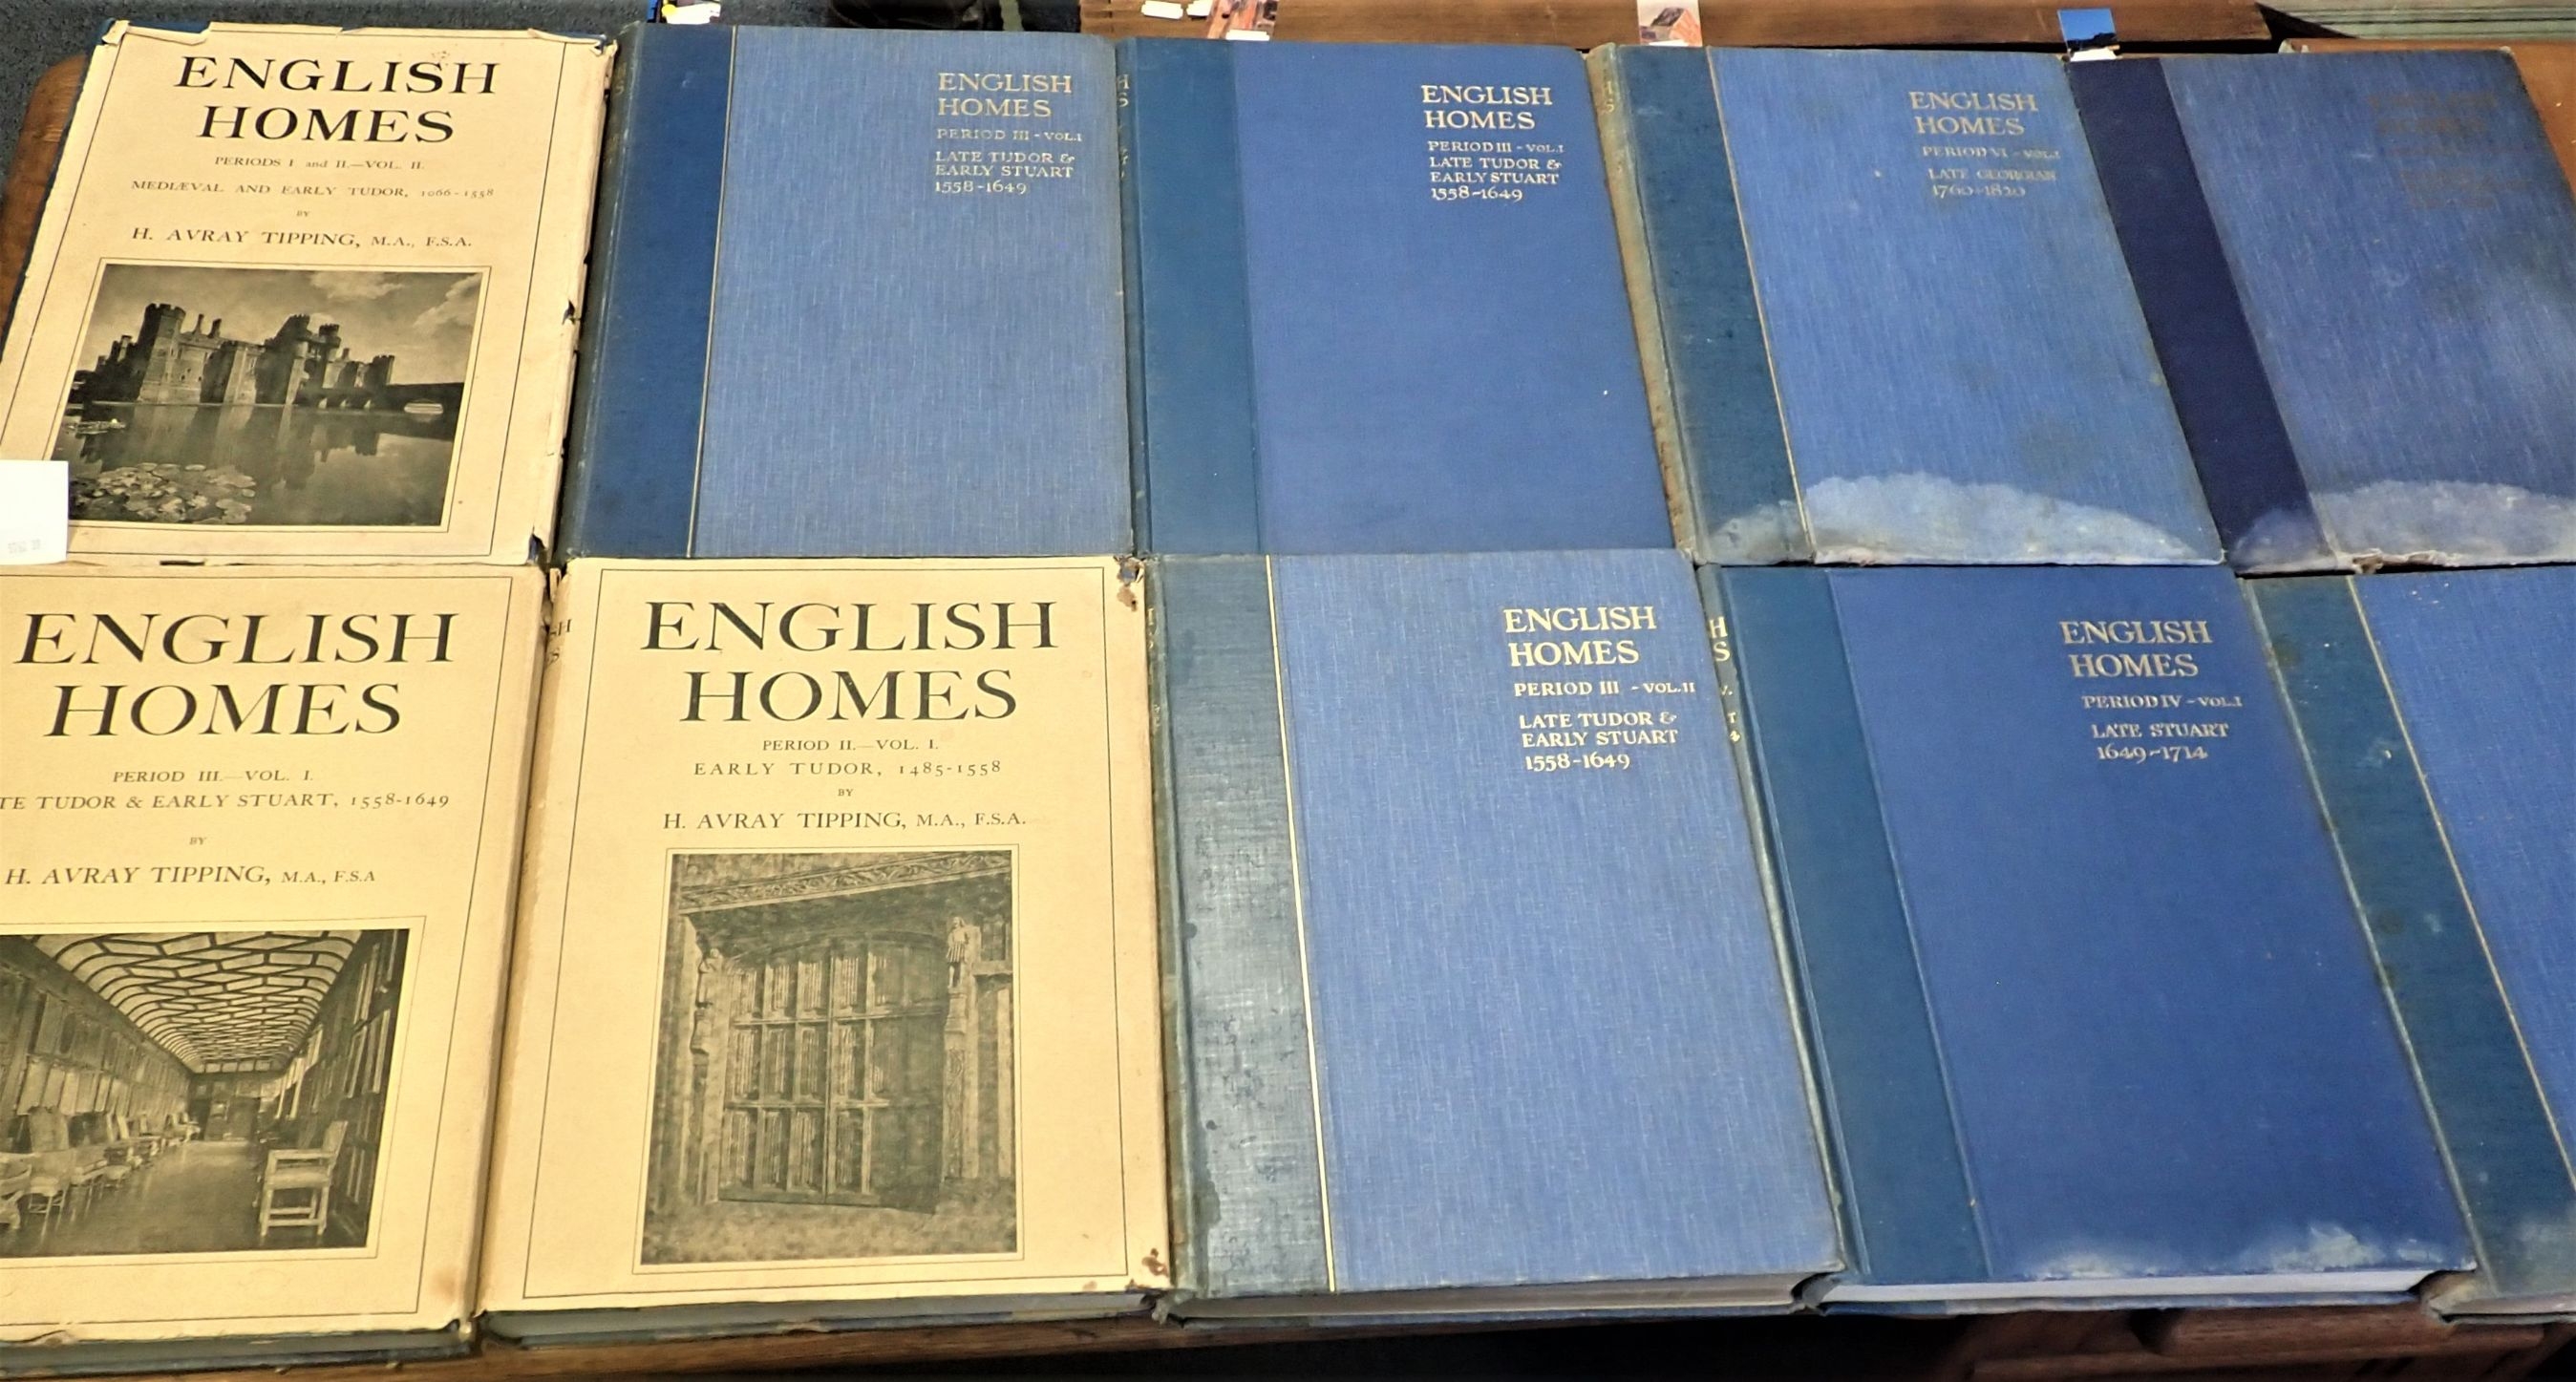 ENGLISH
HOMES
PERIODS I and II.—VOL. II.
MEDIÆVAL AND EARLY TUDOR, 1066-1558
BY
H. AVRAY TIPPING, M.A., F.S.A.
ENGLISH
HOMES
PERIOD III - VOL.I
LATE TUDOR &
EARLY STUART
1558-1649
H
S
ENGLISH
HOMES
PERIOD III - VOL.I
LATE TUDOR &
EARLY STUART
1558-1649
ENGLISH
HOMES
PERIOD VI - VOL.I
LATE GEORGIAN
1760-1820
ENGLISH
HOMES
PERIOD III.—VOL. I.
TE TUDOR & EARLY STUART, 1558-1649
BY
H. AVRAY TIPPING, M.A., F.S.A
ENGLISH
HOMES
PERIOD II.—VOL. I.
EARLY TUDOR, 1485-1558
BY
H. AVRAY TIPPING, M.A., F.S.A.
ENGLISH
HOMES
PERIOD III - VOL.II
LATE TUDOR &
EARLY STUART
1558-1649
H
S
ENGLISH
HOMES
PERIOD IV - VOL.I
LATE STUART
1649-1714